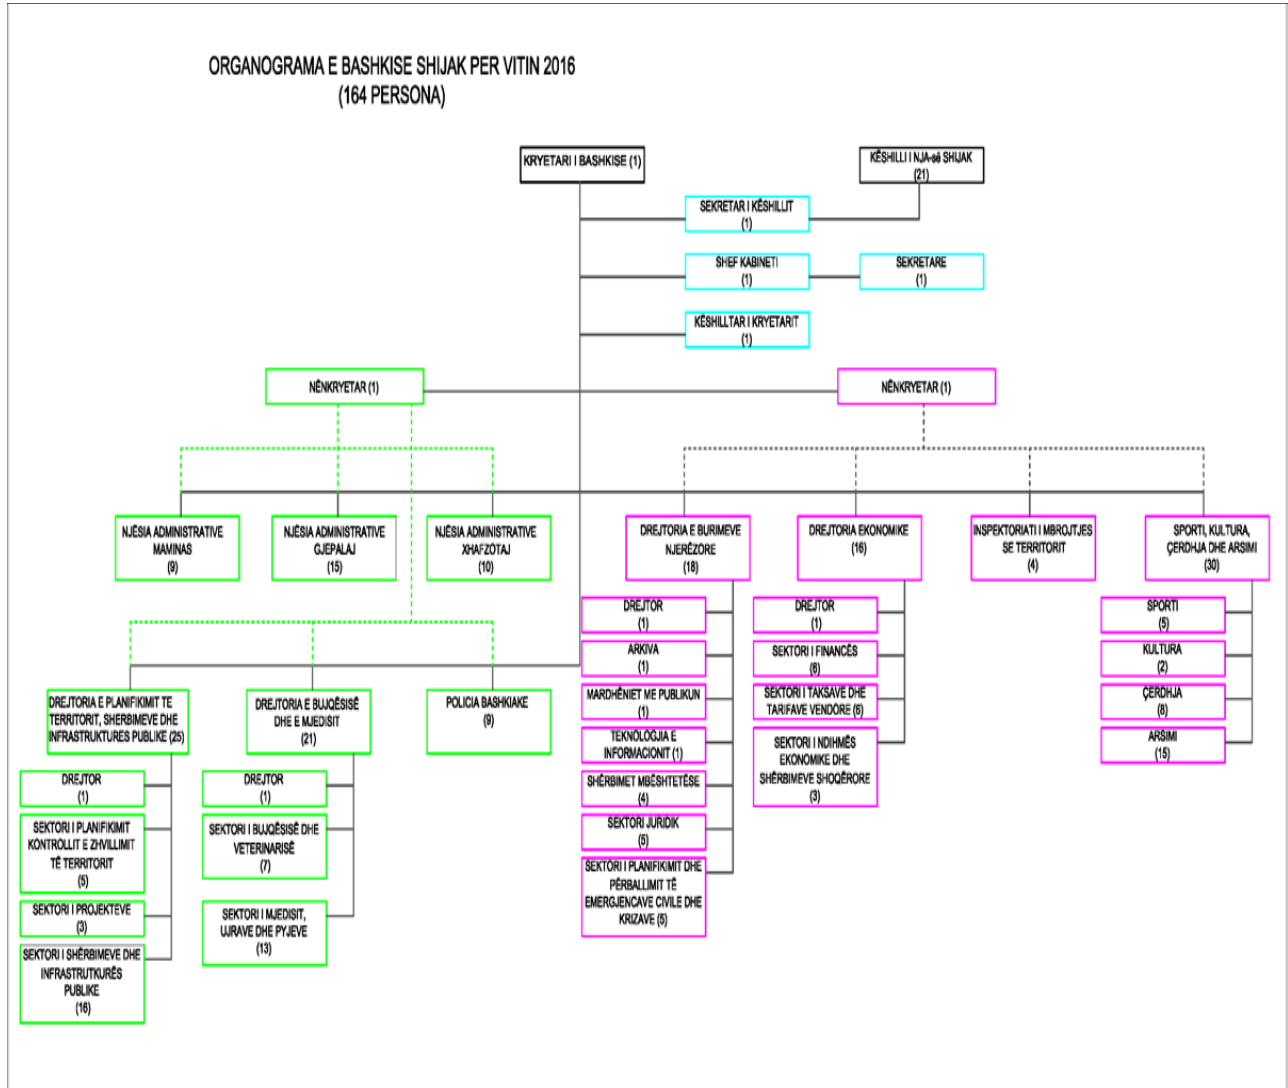 ORGANOGRAMA E BASHKISE SHIJAK PER VITIN 2016
(164 PERSONA)
KRYETARI I BASHKISE (1)
KËSHILLI I NJA-së SHIJAK
(21)
SEKRETAR I KËSHILLIT
(1)
SHEF KABINETI
(1)
SEKRETARE
(1)
KËSHILLTAR I KRYETARIT
(1)
NËNKRYETAR (1)
NËNKRYETAR (1)
NJËSIA ADMINISTRATIVE
MAMINAS
(9)
NJËSIA ADMINISTRATIVE
GJEPALAJ
(15)
NJËSIA ADMINISTRATIVE
XHAFZOTAJ
(10)
DREJTORIA E BURIMEVE
NJERËZORE
(18)
DREJTORIA EKONOMIKE
(16)
INSPEKTORIATI I MBROJTJES
SE TERRITORIT
(4)
SPORTI, KULTURA,
ÇERDHJA DHE ARSIMI
(30)
DREJTOR
(1)
ARKIVA
(1)
MARDHËNIET ME PUBLIKUN
(1)
TEKNOLOGJIA E
INFORMACIONIT (1)
SHËRBIMET MBËSHTETËSE
(4)
SEKTORI JURIDIK
(5)
SEKTORI I PLANIFIKIMIT DHE
PËRBALLIMIT TË
EMERGJENCAVE CIVILE DHE
KRIZAVE (5)
DREJTOR
(1)
SEKTORI I FINANCËS
(6)
SEKTORI I TAKSAVE DHE
TARIFAVE VENDORE (6)
SEKTORI I NDIHMËS
EKONOMIKE DHE
SHËRBIMEVE SHOQËRORE
(3)
SPORTI
(5)
KULTURA
(2)
ÇERDHJA
(8)
ARSIMI
(15)
DREJTORIA E PLANIFIKIMIT TE
TERRITORIT, SHERBIMEVE DHE
INFRASTRUKTURES PUBLIKE (25)
DREJTORIA E BUJQËSISË
DHE E MJEDISIT
(21)
POLICIA BASHKIAKE
(9)
DREJTOR
(1)
SEKTORI I PLANIFIKIMIT
KONTROLLIT E ZHVILLIMIT
TË TERRITORIT
(5)
SEKTORI I PROJEKTEVE
(3)
SEKTORI I SHËRBIMEVE DHE
INFRASTRUTKURËS
PUBLIKE
(16)
DREJTOR
(1)
SEKTORI I BUJQËSISË DHE
VETERINARISË
(7)
SEKTORI I MJEDISIT,
UJRAVE DHE PYJEVE
(13)